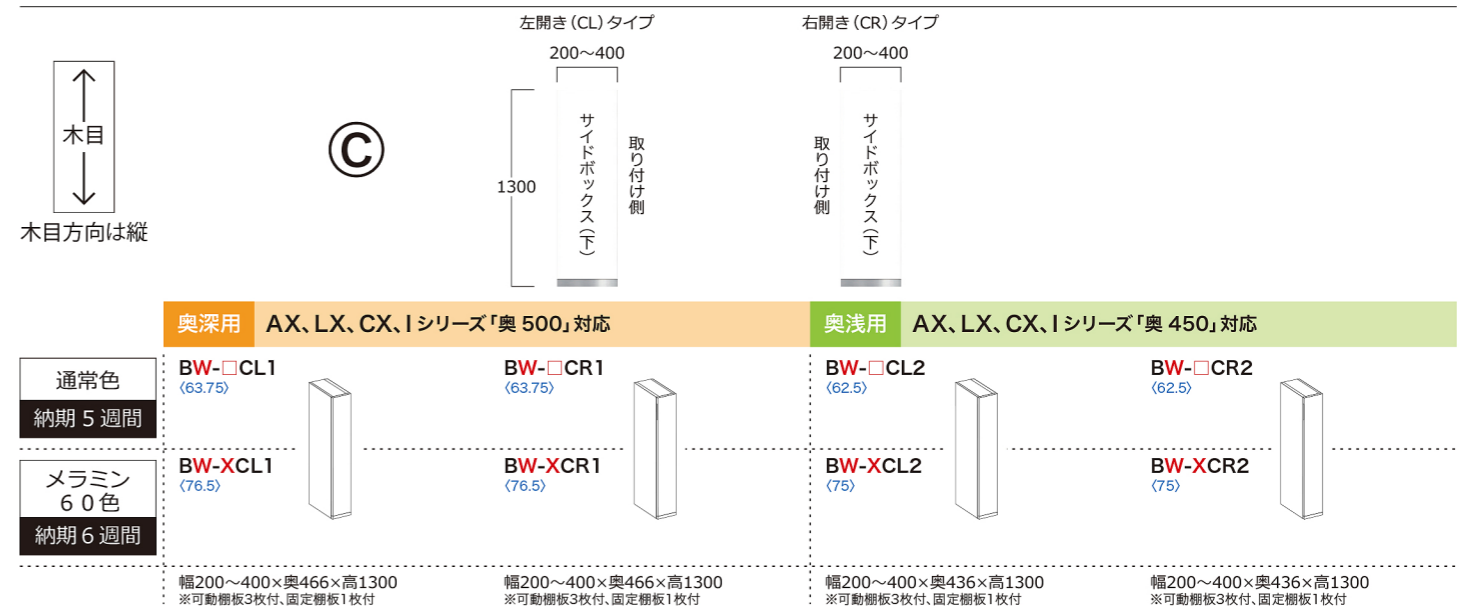 左開き(CL)タイプ
200〜400
右開き(CR)タイプ
200〜400
木目
木目方向は縦
Ⓒ
1300
サイドボックス(下)
取り付け側
取り付け側
サイドボックス(下)
奥深用 AX、LX、CX、Iシリーズ「奥 500」対応
奥浅用 AX、LX、CX、Iシリーズ「奥 450」対応
通常色
納期5週間
BW-□CL1
〈63.75〉
BW-□CR1
〈63.75〉
BW-□CL2
〈62.5〉
BW-□CR2
〈62.5〉
メラミン
60色
納期6週間
BW-XCL1
〈76.5〉
BW-XCR1
〈76.5〉
BW-XCL2
〈75〉
BW-XCR2
〈75〉
幅200〜400×奥466×高1300
※可動棚板3枚付、固定棚板1枚付
幅200〜400×奥466×高1300
※可動棚板3枚付、固定棚板1枚付
幅200〜400×奥436×高1300
※可動棚板3枚付、固定棚板1枚付
幅200〜400×奥436×高1300
※可動棚板3枚付、固定棚板1枚付